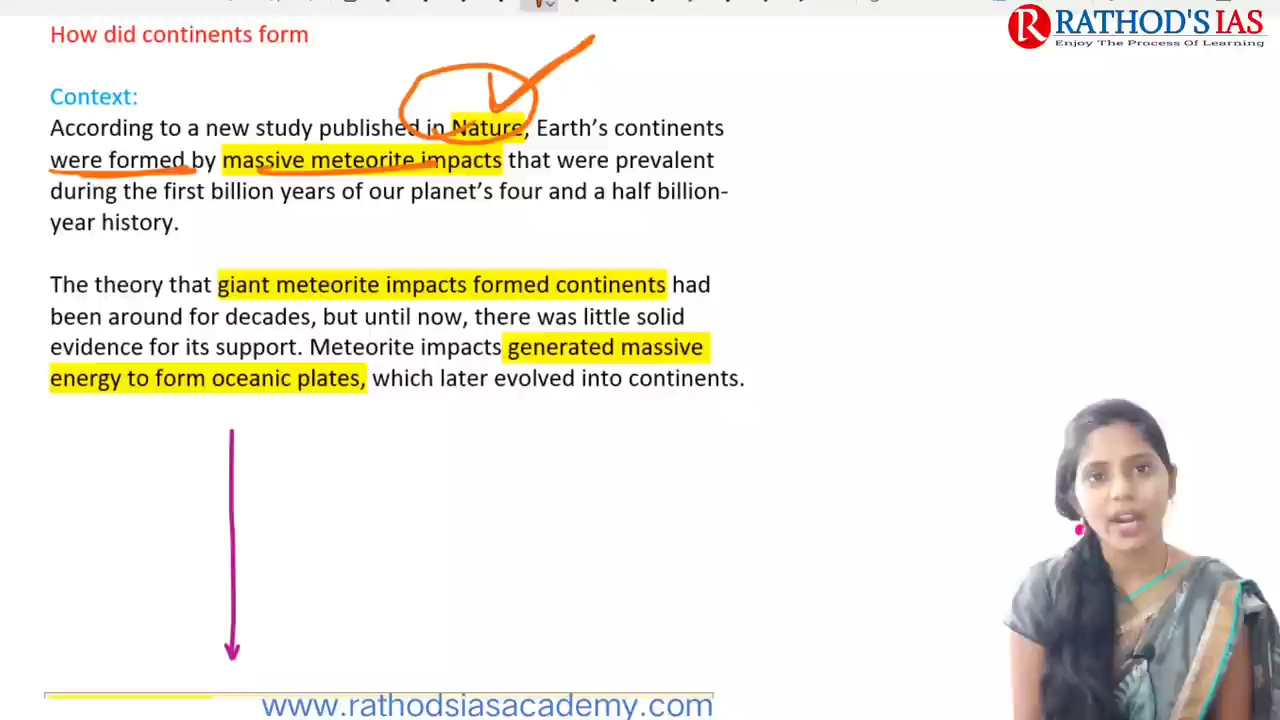 How did continents form
RATHOD'S IAS
Enjoy The Process Of Learning
Context:
According to a new study published in Nature, Earth's continents
were formed by massive meteorite impacts that were prevalent
during the first billion years of our planet's four and a half billion-
year history.
The theory that giant meteorite impacts formed continents had
been around for decades, but until now, there was little solid
evidence for its support. Meteorite impacts generated massive
energy to form oceanic plates, which later evolved into continents.
www.rathodsiasacademy.com